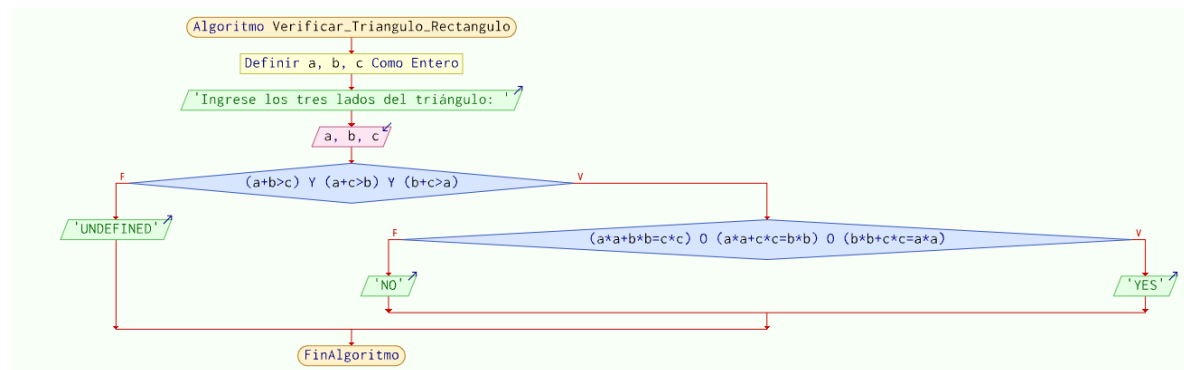 Algoritmo Verificar_Triangulo_Rectangulo
Definir a, b, c Como Entero
'Ingrese los tres lados del triángulo: '
a, b, c
F
(a+b>c) Y (a+c>b) Y (b+c>a)
V
'UNDEFINED'
F
(a*a+b*b=c*c) O (a*a+c*c=b*b) O (b*b+c*c=a*a)
V
'NO'
'YES'
FinAlgoritmo